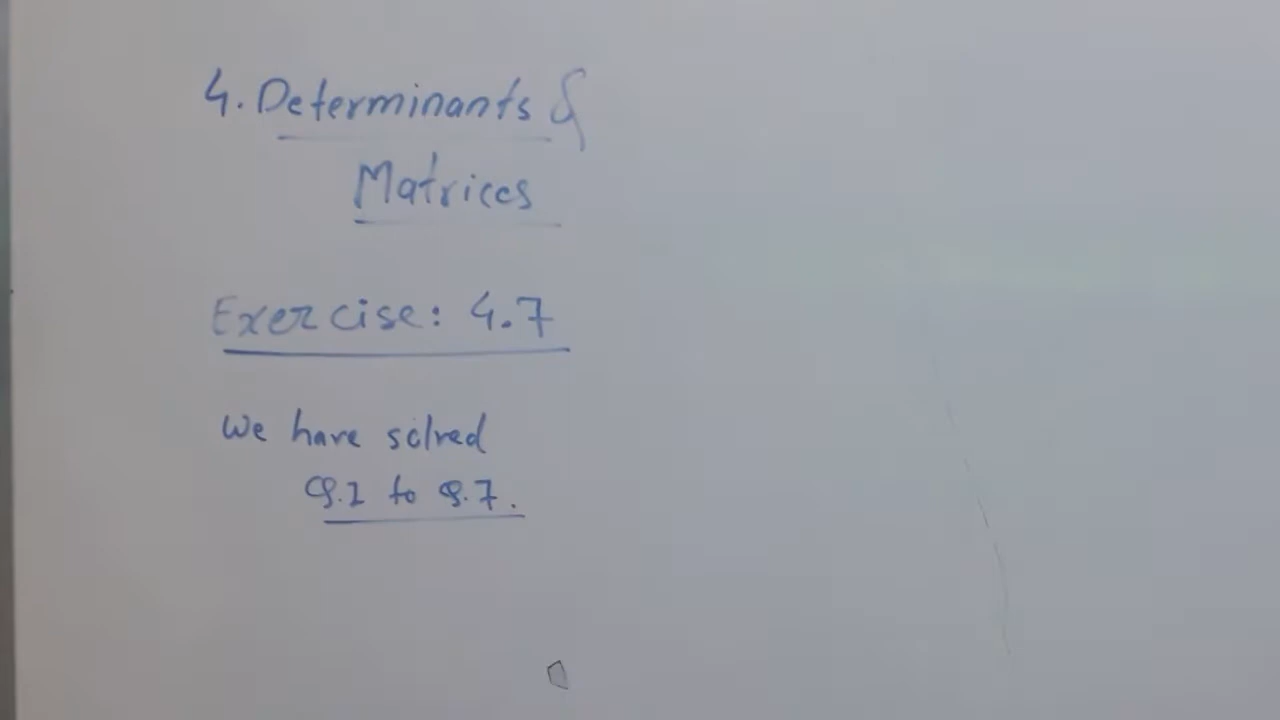 4. Determinants &
Matrices
Exercise: 4.7
We have solved
Q.1 to Q.7.